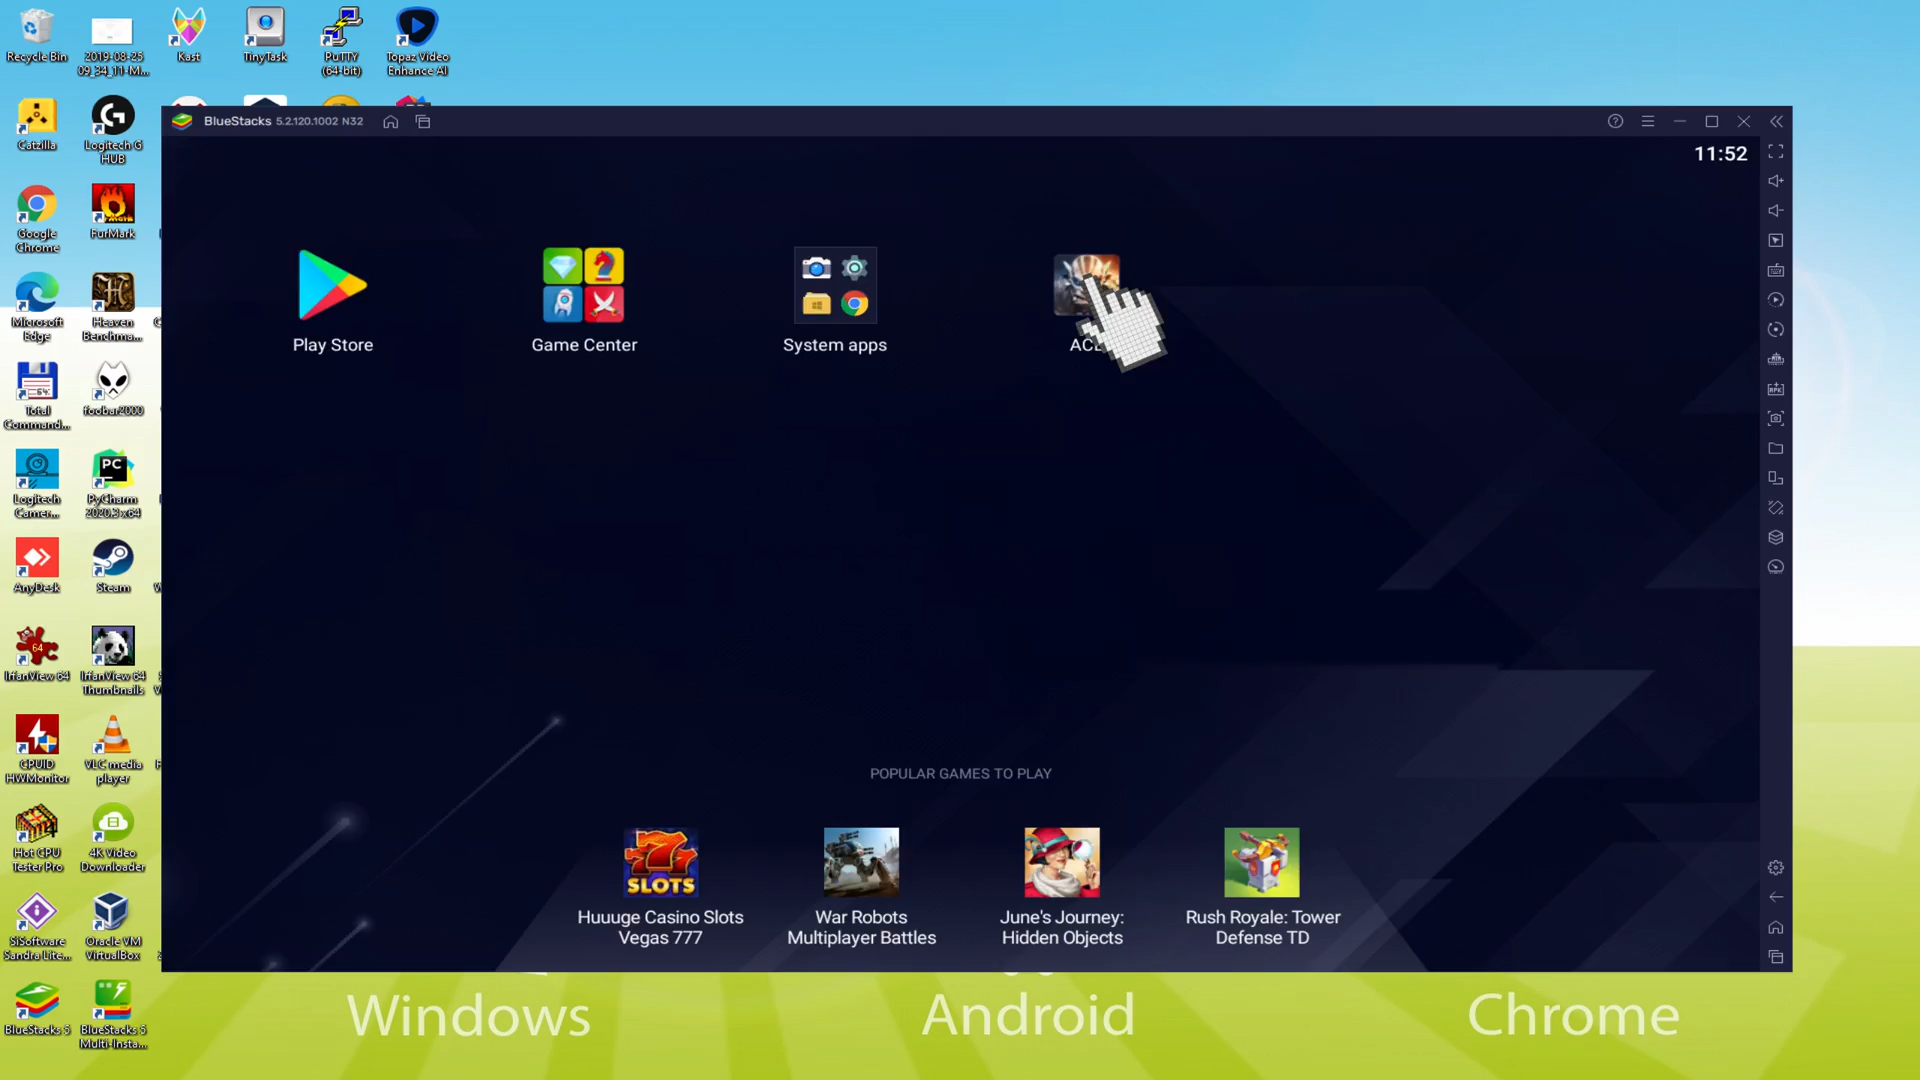 Recycle Bin
2019-08-25
09_34_11-M...
Kast
TinyTask
PuTTY
(64-bit)
Topaz Video
Enhance AI
Catzilla
Logitech G
HUB
BlueStacks 5.2.120.1002 N32
11:52
Google
Chrome
FurMark
Microsoft
Edge
Heaven
Benchma...
Play Store
Game Center
System apps
Total
Command...
foobar2000
Logitech
Camer...
PC
PyCharm
2020.3 x64
AnyDesk
Steam
64
IrfanView 64
IrfanView 64
Thumbnails
CPUID
HWMonitor
VLC media
player
POPULAR GAMES TO PLAY
Hot CPU
Tester Pro
4K Video
Downloader
777
SLOTS
Huuuge Casino Slots
Vegas 777
War Robots
Multiplayer Battles
June's Journey:
Hidden Objects
Rush Royale: Tower
Defense TD
SiSoftware
Sandra Lite...
Oracle VM
VirtualBox
BlueStacks 5
BlueStacks 5
Multi-Insta...
Windows
Android
Chrome